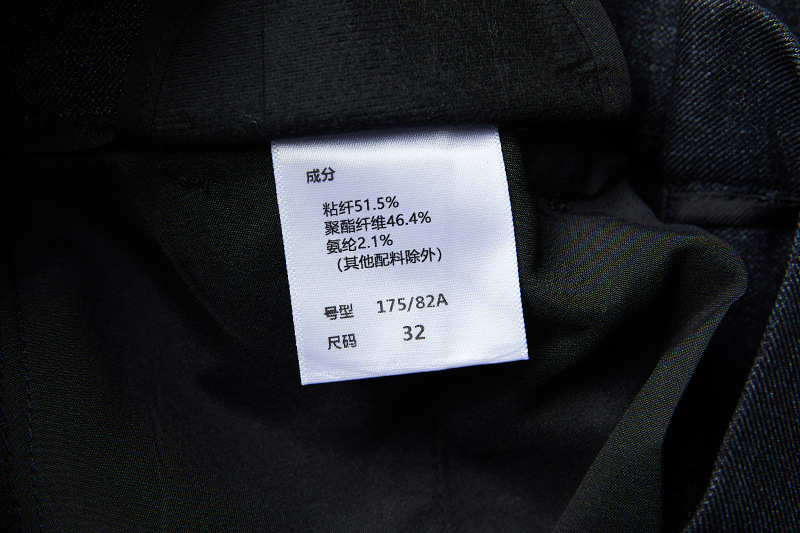 成分
粘纤51.5%
聚酯纤维46.4%
氨纶2.1%
(其他配料除外)
号型 175/82A
尺码 32